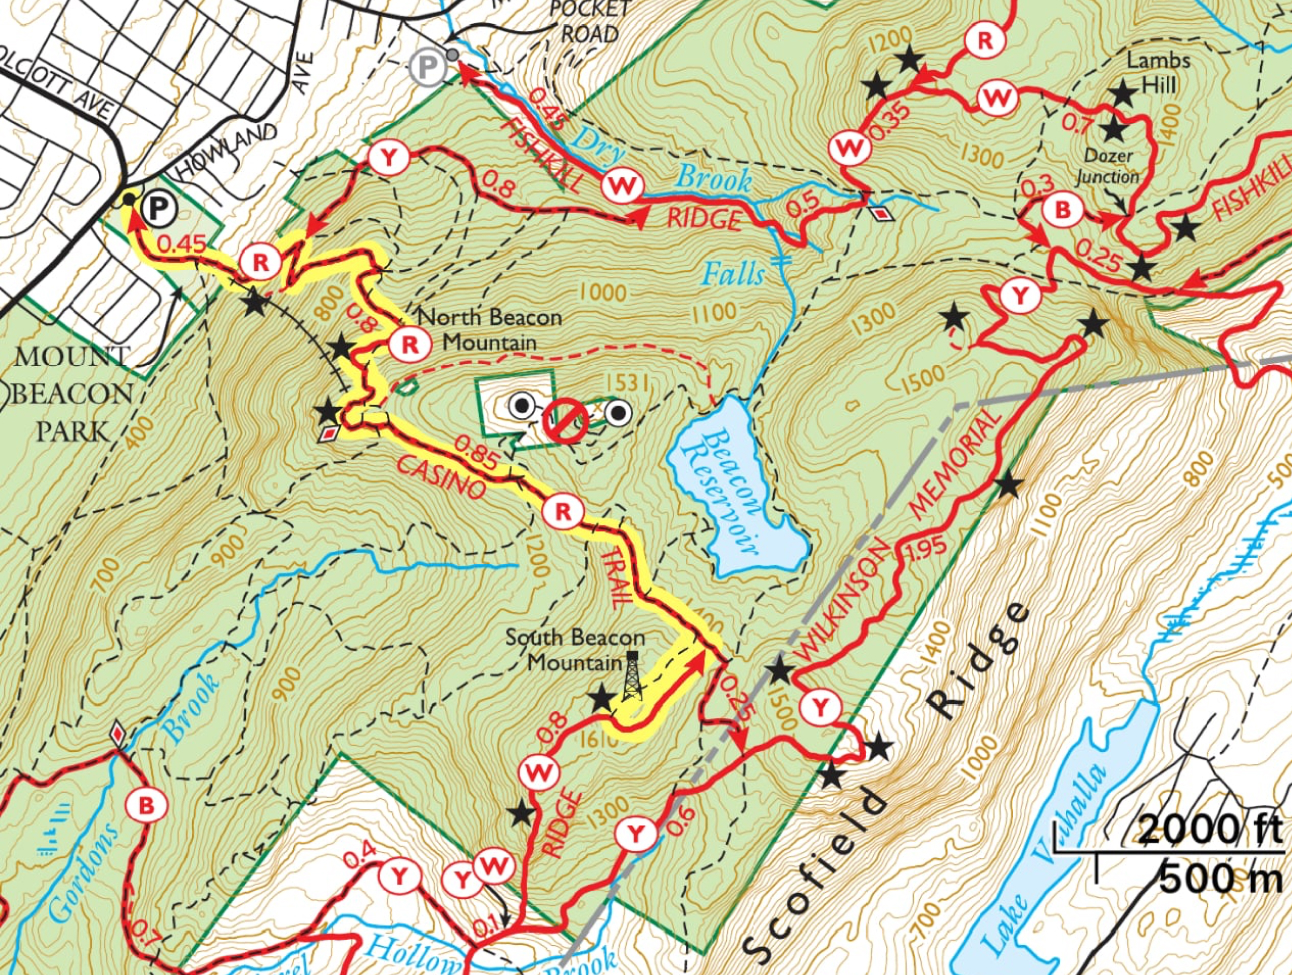 POCKET
ROAD
OLCOTT AVE
AVE
HOWLAND
P
P
1200
R
Lambs
Hill
W
0.7
1400
0.35
W
1300
Dozer
Junction
0.45
FISHKILL
Dry
Brook
Y
0.8
W
RIDGE
0.5
0.3
B
FISHKILL
0.25
0.45
R
Falls
1000
1100
1300
Y
800
0.8
North Beacon
Mountain
R
MOUNT
BEACON
PARK
400
1531
1500
0.85
CASINO
Beacon
Reservoir
WILKINSON
MEMORIAL
1.95
1100
800
500
R
1200
TRAIL
900
700
South Beacon
Mountain
0.25
1500
Y
1400
Ridge
Scofield
1000
900
Brook
Gordons
B
0.7
0.8
1610
W
RIDGE
1300
Y
0.6
0.4
Y
Y
W
0.1
Hollow
Brook
700
Lake Valhalla
2000 ft
500 m